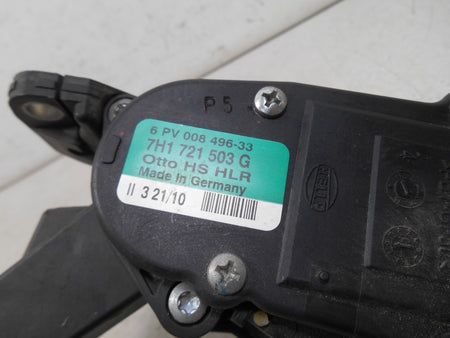 P5
6 PV 008 496-33
7H1 721 503 G
Otto HS HLR
Made in Germany
II 3 21/10